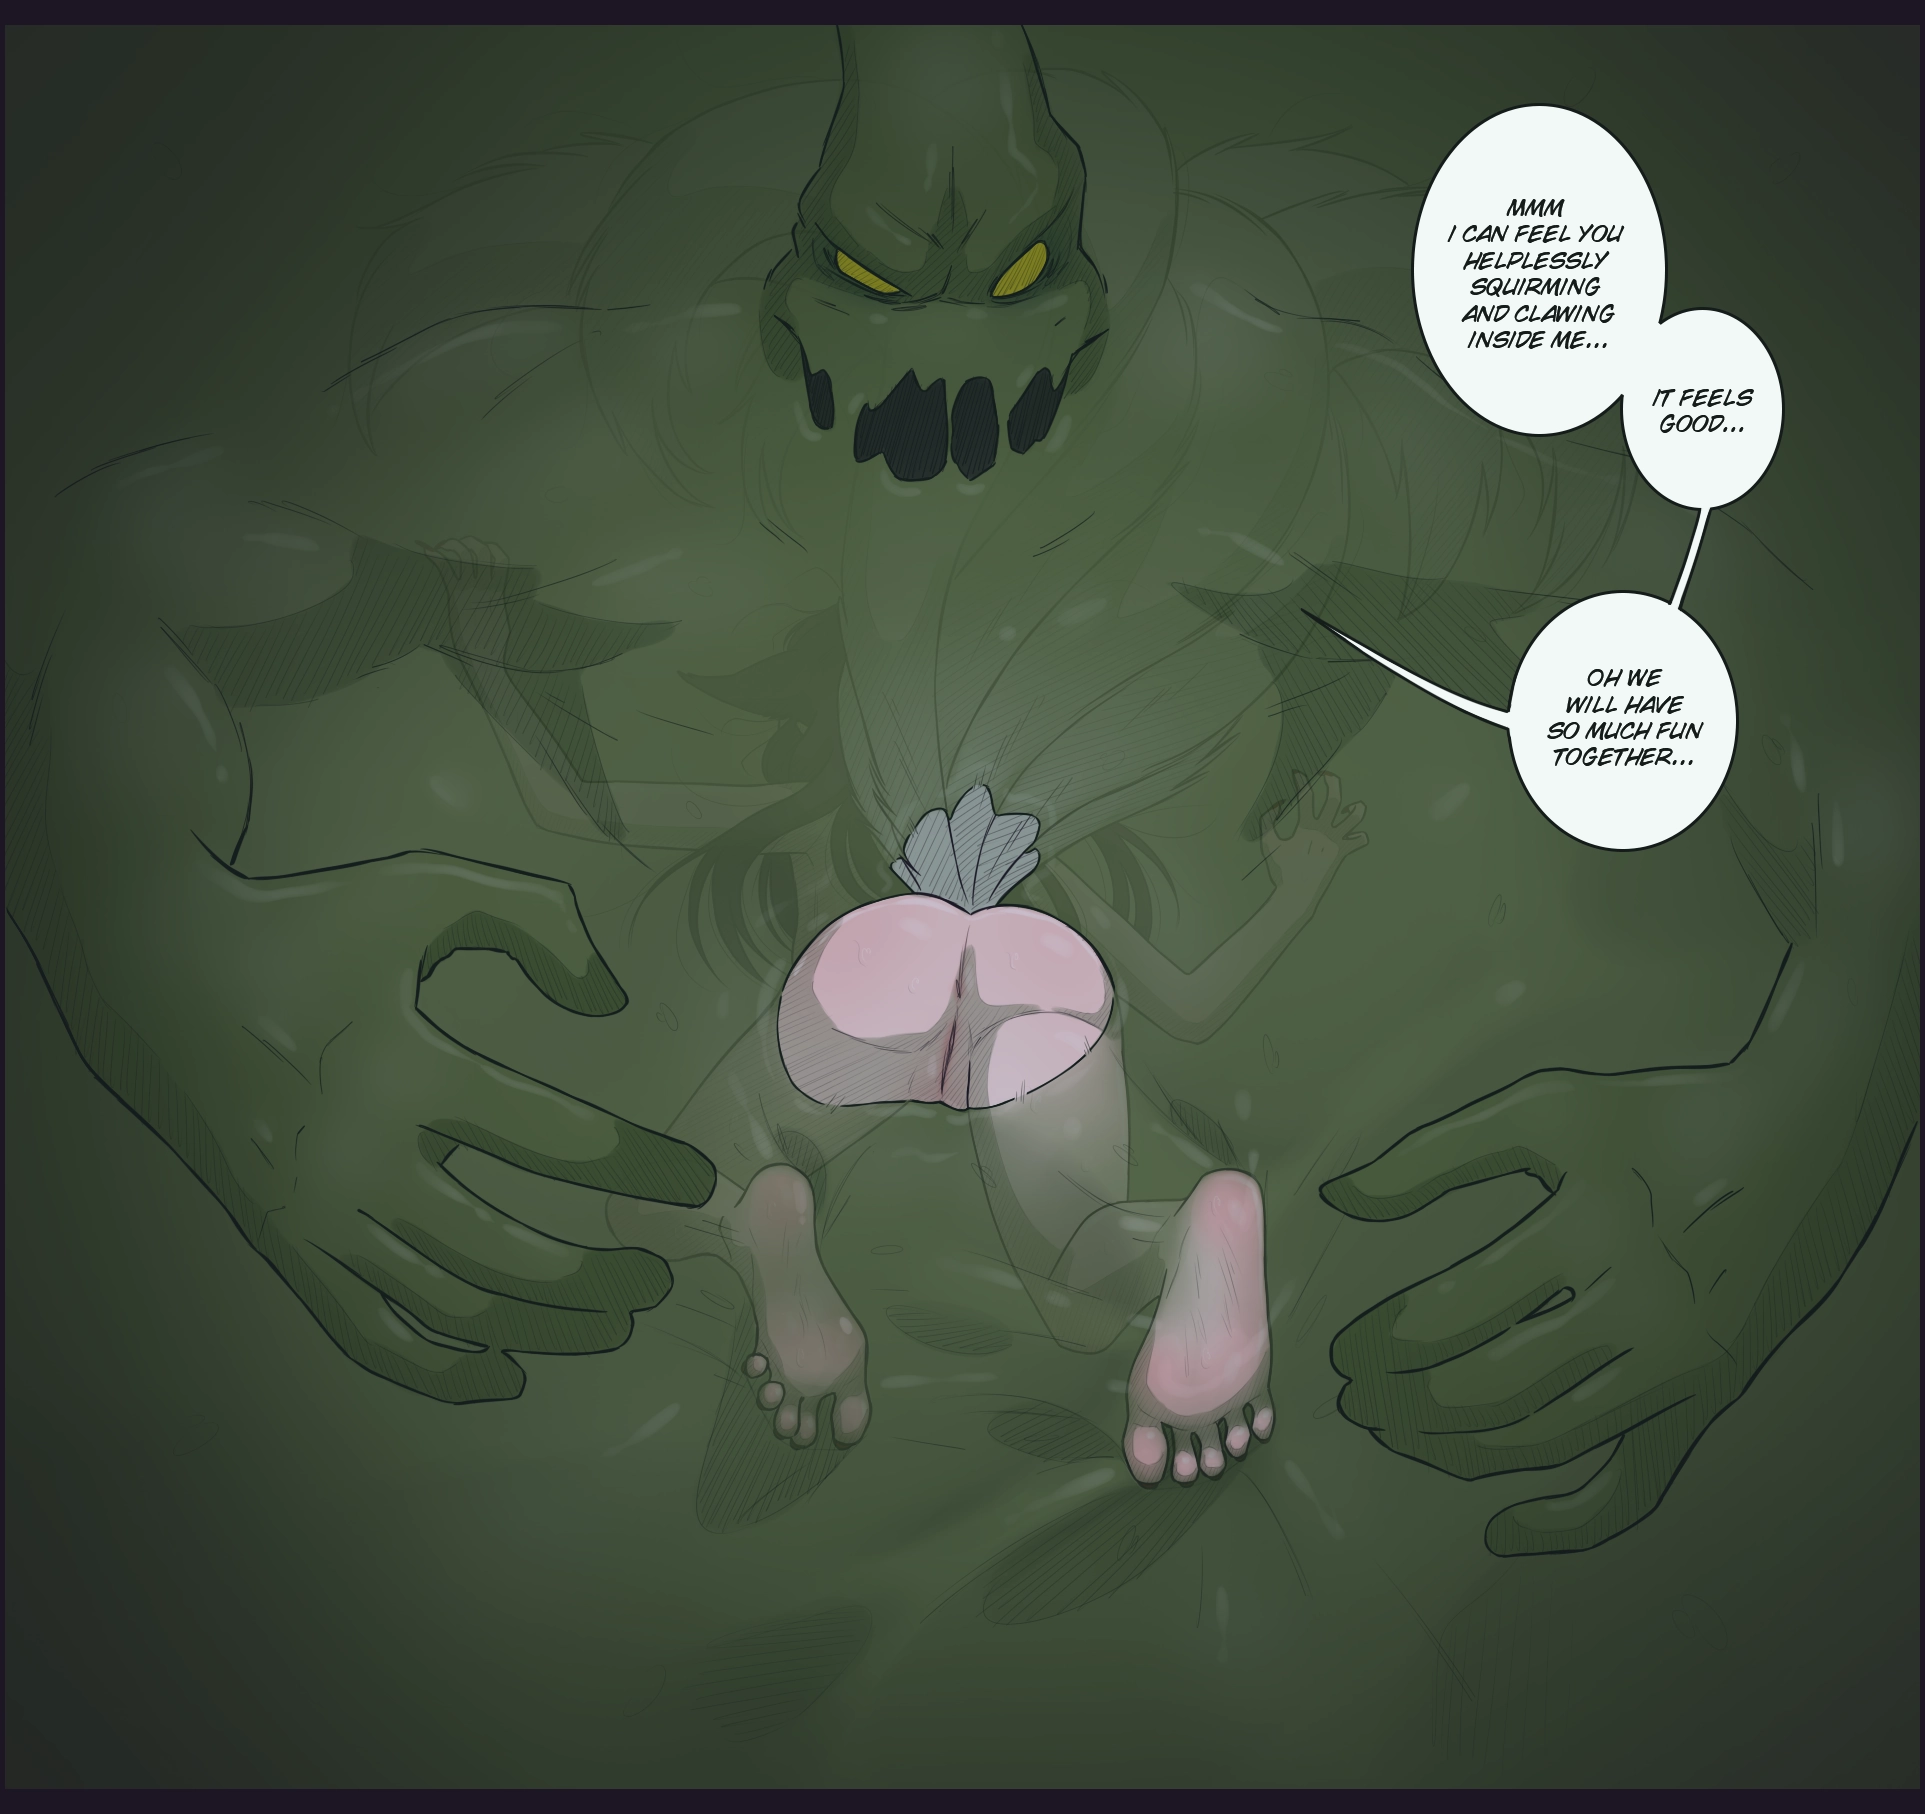 MMM
I CAN FEEL YOU
HELPLESSLY
SQUIRMING
AND CLAWING
INSIDE ME...
IT FEELS
GOOD...
OH WE
WILL HAVE
SO MUCH FUN
TOGETHER...